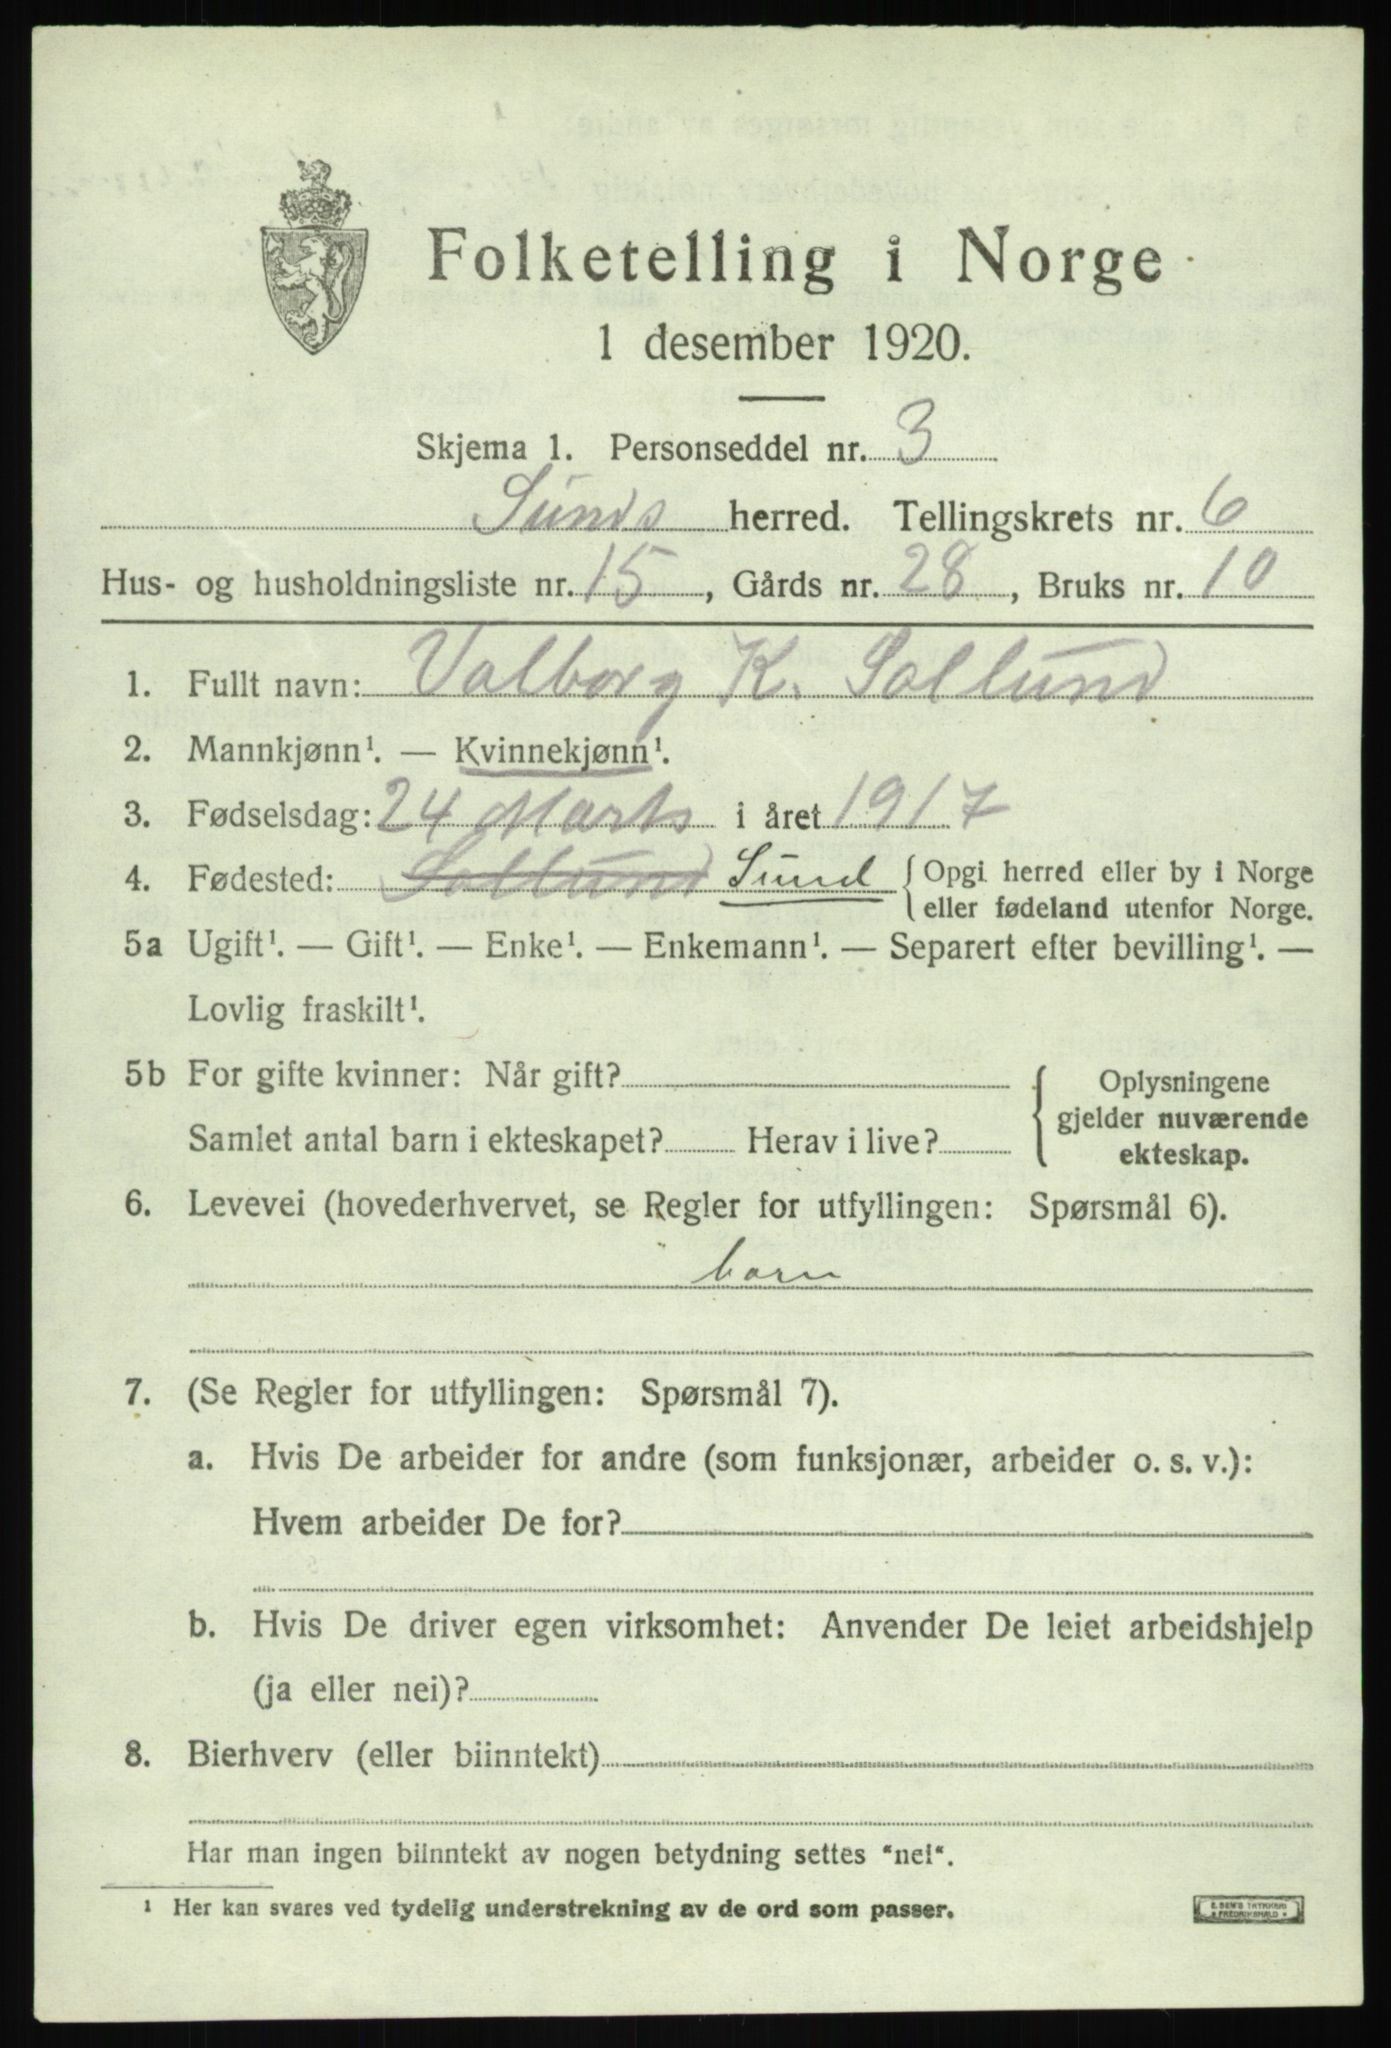 Folketelling i Norge
1 desember 1920.
Skjema 1. Personseddel nr. 3
Sunds herred. Tellingskrets nr. 6
Hus- og husholdningsliste nr. 15, Gårds nr. 28, Bruks nr. 10
1. Fullt navn: Valborg K. Sollund
2. Mannkjønn¹. — Kvinnekjønn¹.
3. Fødselsdag: 24 Marts i året 1917
4. Fødested: Sollund Sund { Opgi herred eller by i Norge
eller fødeland utenfor Norge.
5a Ugift¹. — Gift¹. — Enke¹. — Enkemann¹. — Separert efter bevilling¹. —
Lovlig fraskilt¹.
5b For gifte kvinner: Når gift? { Oplysningene
gjelder nuværende
Samlet antal barn i ekteskapet? Herav i live?
ekteskap.
6. Levevei (hovederhvervet, se Regler for utfyllingen: Spørsmål 6).
barn
7. (Se Regler for utfyllingen: Spørsmål 7).
a. Hvis De arbeider for andre (som funksjonær, arbeider o. s. v.):
Hvem arbeider De for?
b. Hvis De driver egen virksomhet: Anvender De leiet arbeidshjelp
(ja eller nei)?
8. Bierhverv (eller biinntekt)
Har man ingen biinntekt av nogen betydning settes "nei".
¹ Her kan svares ved tydelig understrekning av de ord som passer.